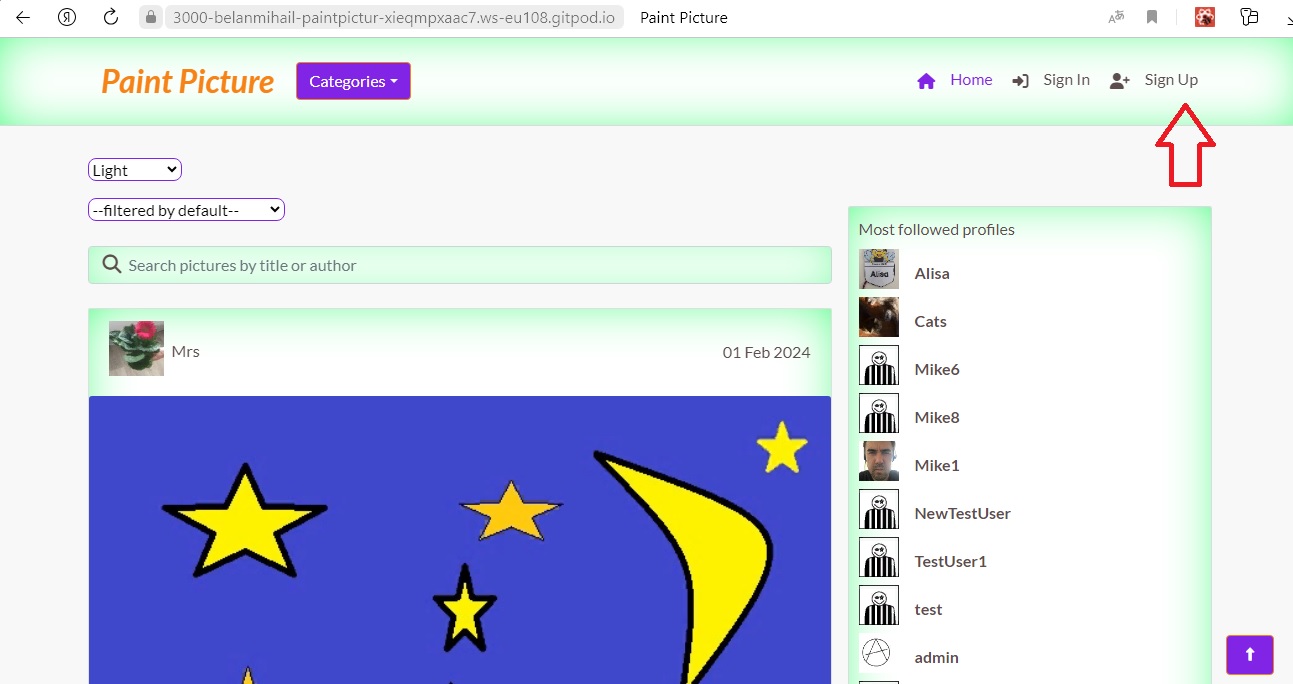 3000-belanmihail-paintpictur-xieqmpxaac7.ws-eu108.gitpod.io Paint Picture
Paint Picture Categories Home Sign In Sign Up
Light
--filtered by default--
Most followed profiles
Search pictures by title or author
Alisa
Alisa
Cats
Mrs 01 Feb 2024
Mike6
Mike8
Mike1
NewTestUser
TestUser1
test
admin